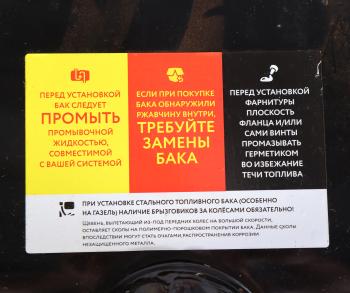 ПЕРЕД УСТАНОВКОЙ
БАК СЛЕДУЕТ
ПРОМЫТЬ
ПРОМЫВОЧНОЙ
ЖИДКОСТЬЮ,
СОВМЕСТИМОЙ
С ВАШЕЙ СИСТЕМОЙ
ЕСЛИ ПРИ ПОКУПКЕ
БАКА ОБНАРУЖИЛИ
РЖАВЧИНУ ВНУТРИ,
ТРЕБУЙТЕ
ЗАМЕНЫ
БАКА
ПЕРЕД УСТАНОВКОЙ
ФАРНИТУРЫ
ПЛОСКОСТЬ
ФЛАНЦА И/ИЛИ
САМИ ВИНТЫ
ПРОМАЗЫВАТЬ
ГЕРМЕТИКОМ
ВО ИЗБЕЖАНИЕ
ТЕЧИ ТОПЛИВА
ПРИ УСТАНОВКЕ СТАЛЬНОГО ТОПЛИВНОГО БАКА (ОСОБЕННО
НА ГАЗЕЛЬ) НАЛИЧИЕ БРЫЗГОВИКОВ ЗА КОЛЁСАМИ ОБЯЗАТЕЛЬНО!
ЩЕБЕНЬ, ВЫЛЕТАЮЩИЙ ИЗ-ПОД ПЕРЕДНИХ КОЛЕС НА БОЛЬШОЙ СКОРОСТИ,
ОСТАВЛЯЕТ СКОЛЫ НА ПОЛИМЕРНО-ПОРОШКОВОМ ПОКРЫТИИ БАКА. ДАННЫЕ СКОЛЫ
ВПОСЛЕДСТВИИ МОГУТ СТАТЬ ОЧАГАМИ РАСПРОСТРАНЕНИЯ КОРРОЗИИ
НЕЗАЩИЩЕННОГО МЕТАЛЛА.